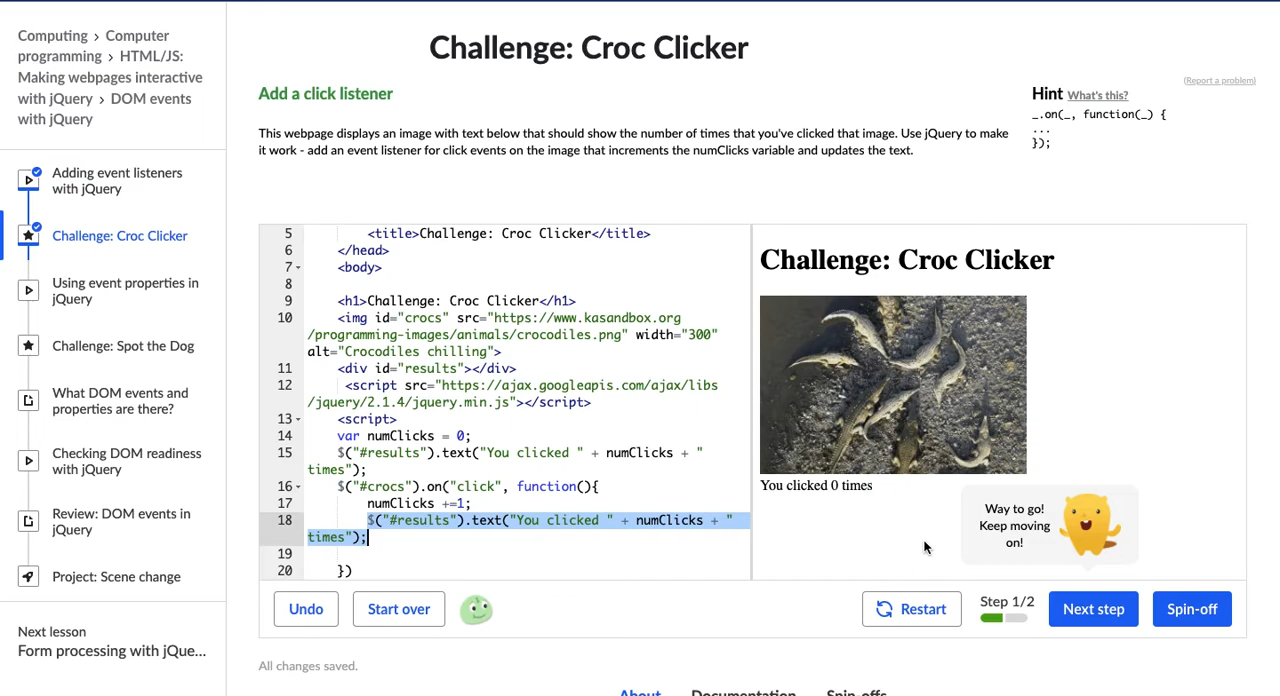 Computing › Computer
programming › HTML/JS:
Making webpages interactive
with jQuery › DOM events
with jQuery
Adding event listeners
with jQuery
Challenge: Croc Clicker
Using event properties in
jQuery
Challenge: Spot the Dog
What DOM events and
properties are there?
Checking DOM readiness
with jQuery
Review: DOM events in
jQuery
Project: Scene change
Next lesson
Form processing with jQue...
Challenge: Croc Clicker
(Report a problem)
Add a click listener
This webpage displays an image with text below that should show the number of times that you've clicked that image. Use jQuery to make
it work - add an event listener for click events on the image that increments the numClicks variable and updates the text.
Hint What's this?
_.on(_, function(_) {
...
});
5 <title>Challenge: Croc Clicker</title>
6 </head>
7 <body>
8
9 <h1>Challenge: Croc Clicker</h1>
10 <img id="crocs" src="https://www.kasandbox.org
/programming-images/animals/crocodiles.png" width="300"
alt="Crocodiles chilling">
11 <div id="results"></div>
12 <script src="https://ajax.googleapis.com/ajax/libs
/jquery/2.1.4/jquery.min.js"></script>
13 <script>
14 var numClicks = 0;
15 $("#results").text("You clicked " + numClicks + "
times");
16 $("#crocs").on("click", function(){
17 numClicks +=1;
18 $("#results").text("You clicked " + numClicks + "
times");
19
20 })
Challenge: Croc Clicker
You clicked 0 times
Way to go!
Keep moving
on!
Undo
Start over
Restart
Step 1/2
Next step
Spin-off
All changes saved.
About
Documentation
Spin-offs